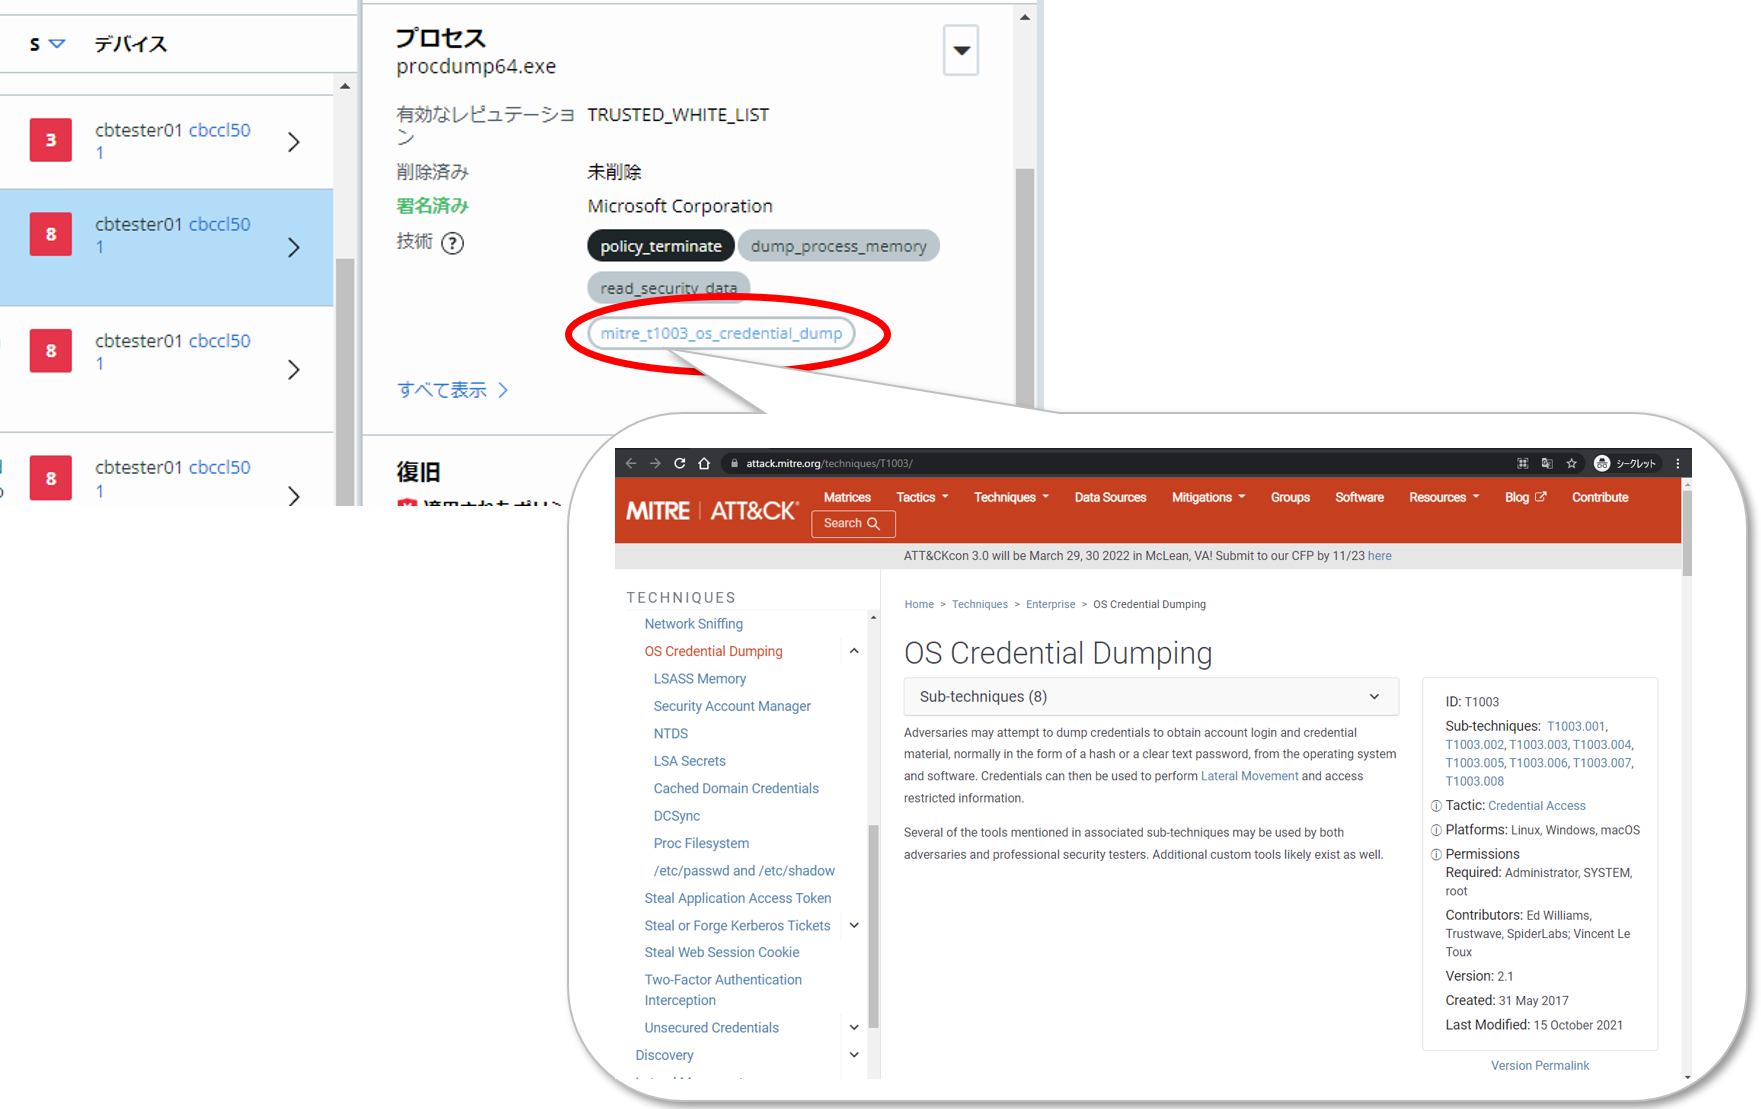 S デバイス
3 cbtester01 cbccl50
1
8 cbtester01 cbccl50
1
8 cbtester01 cbccl50
1
8 cbtester01 cbccl50
1
プロセス
procdump64.exe
有効なレピュテーショ TRUSTED_WHITE_LIST
ン
削除済み 未削除
署名済み Microsoft Corporation
技術 ? policy_terminate dump_process_memory
read_security_data
mitre_t1003_os_credential_dump
すべて表示
復旧
attack.mitre.org/techniques/T1003/ シークレット
MITRE | ATT&CK®
Matrices Tactics Techniques Data Sources Mitigations Groups Software Resources Blog Contribute
Search
ATT&CKcon 3.0 will be March 29, 30 2022 in McLean, VA! Submit to our CFP by 11/23 here
TECHNIQUES
Network Sniffing
OS Credential Dumping
LSASS Memory
Security Account Manager
NTDS
LSA Secrets
Cached Domain Credentials
DCSync
Proc Filesystem
/etc/passwd and /etc/shadow
Steal Application Access Token
Steal or Forge Kerberos Tickets
Steal Web Session Cookie
Two-Factor Authentication
Interception
Unsecured Credentials
Discovery
Home > Techniques > Enterprise > OS Credential Dumping
OS Credential Dumping
Sub-techniques (8)
Adversaries may attempt to dump credentials to obtain account login and credential
material, normally in the form of a hash or a clear text password, from the operating system
and software. Credentials can then be used to perform Lateral Movement and access
restricted information.
Several of the tools mentioned in associated sub-techniques may be used by both
adversaries and professional security testers. Additional custom tools likely exist as well.
ID: T1003
Sub-techniques: T1003.001,
T1003.002, T1003.003, T1003.004,
T1003.005, T1003.006, T1003.007,
T1003.008
Tactic: Credential Access
Platforms: Linux, Windows, macOS
Permissions
Required: Administrator, SYSTEM,
root
Contributors: Ed Williams,
Trustwave, SpiderLabs; Vincent Le
Toux
Version: 2.1
Created: 31 May 2017
Last Modified: 15 October 2021
Version Permalink